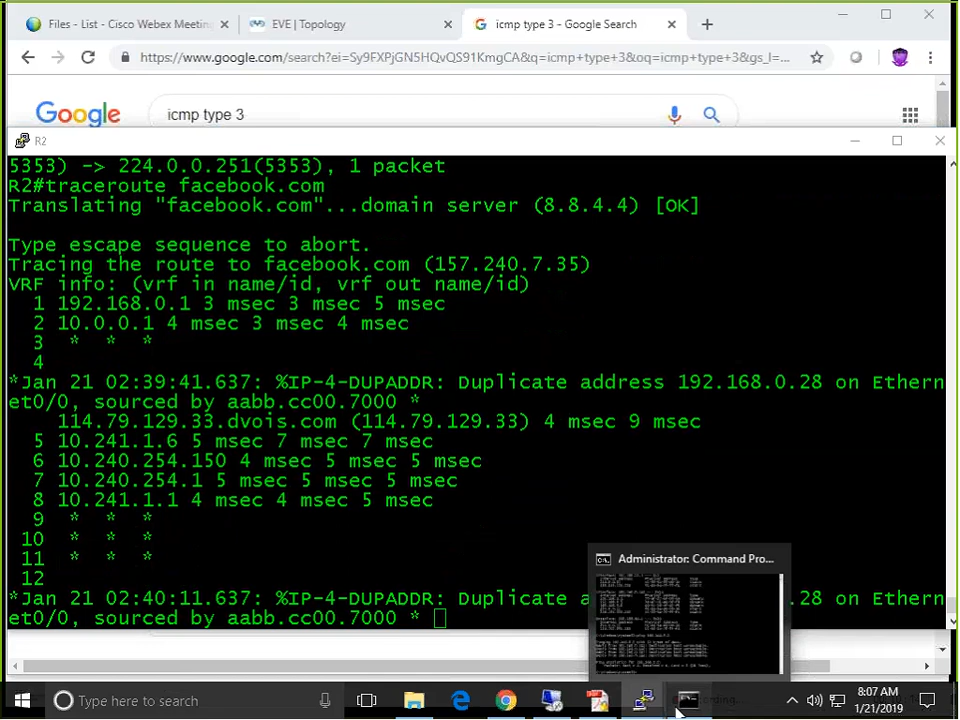 Files - List - Cisco Webex Meetin
EVE | Topology
icmp type 3 - Google Search
https://www.google.com/search?ei=Sy9FXPjGN5HQvQS91KmgCA&q=icmp+type+3&oq=icmp+type+3&gs_l=...
Google
icmp type 3
R2
5353) -> 224.0.0.251(5353), 1 packet
R2#traceroute facebook.com
Translating "facebook.com"...domain server (8.8.4.4) [OK]
Type escape sequence to abort.
Tracing the route to facebook.com (157.240.7.35)
VRF info: (vrf in name/id, vrf out name/id)
1 192.168.0.1 3 msec 3 msec 5 msec
2 10.0.0.1 4 msec 3 msec 4 msec
3 * * *
4
*Jan 21 02:39:41.637: %IP-4-DUPADDR: Duplicate address 192.168.0.28 on Ethern
et0/0, sourced by aabb.cc00.7000 *
114.79.129.33.dvois.com (114.79.129.33) 4 msec 9 msec
5 10.241.1.6 5 msec 7 msec 7 msec
6 10.240.254.150 4 msec 5 msec 5 msec
7 10.240.254.1 5 msec 5 msec 5 msec
8 10.241.1.1 4 msec 4 msec 5 msec
9 * * *
10 * * *
11 * * *
12
*Jan 21 02:40:11.637: %IP-4-DUPADDR: Duplicate a .28 on Ethern
et0/0, sourced by aabb.cc00.7000 *
Administrator: Command Pro...
Type here to search
8:07 AM
1/21/2019